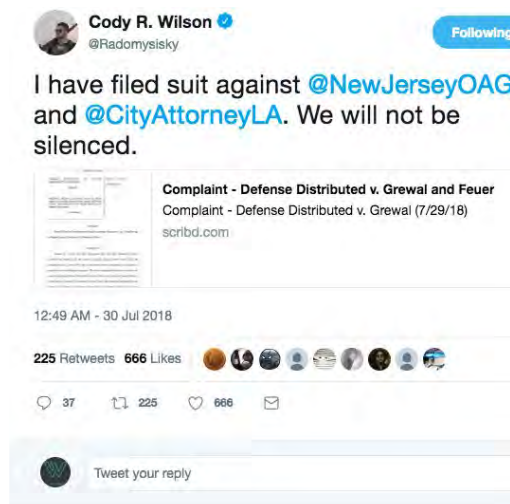 Cody R. Wilson
@Radomysisky
Following
I have filed suit against @NewJerseyOAG
and @CityAttorneyLA. We will not be
silenced.
Complaint - Defense Distributed v. Grewal and Feuer
Complaint - Defense Distributed v. Grewal (7/29/18)
scribd.com
12:49 AM - 30 Jul 2018
225 Retweets 666 Likes
37 225 666
Tweet your reply